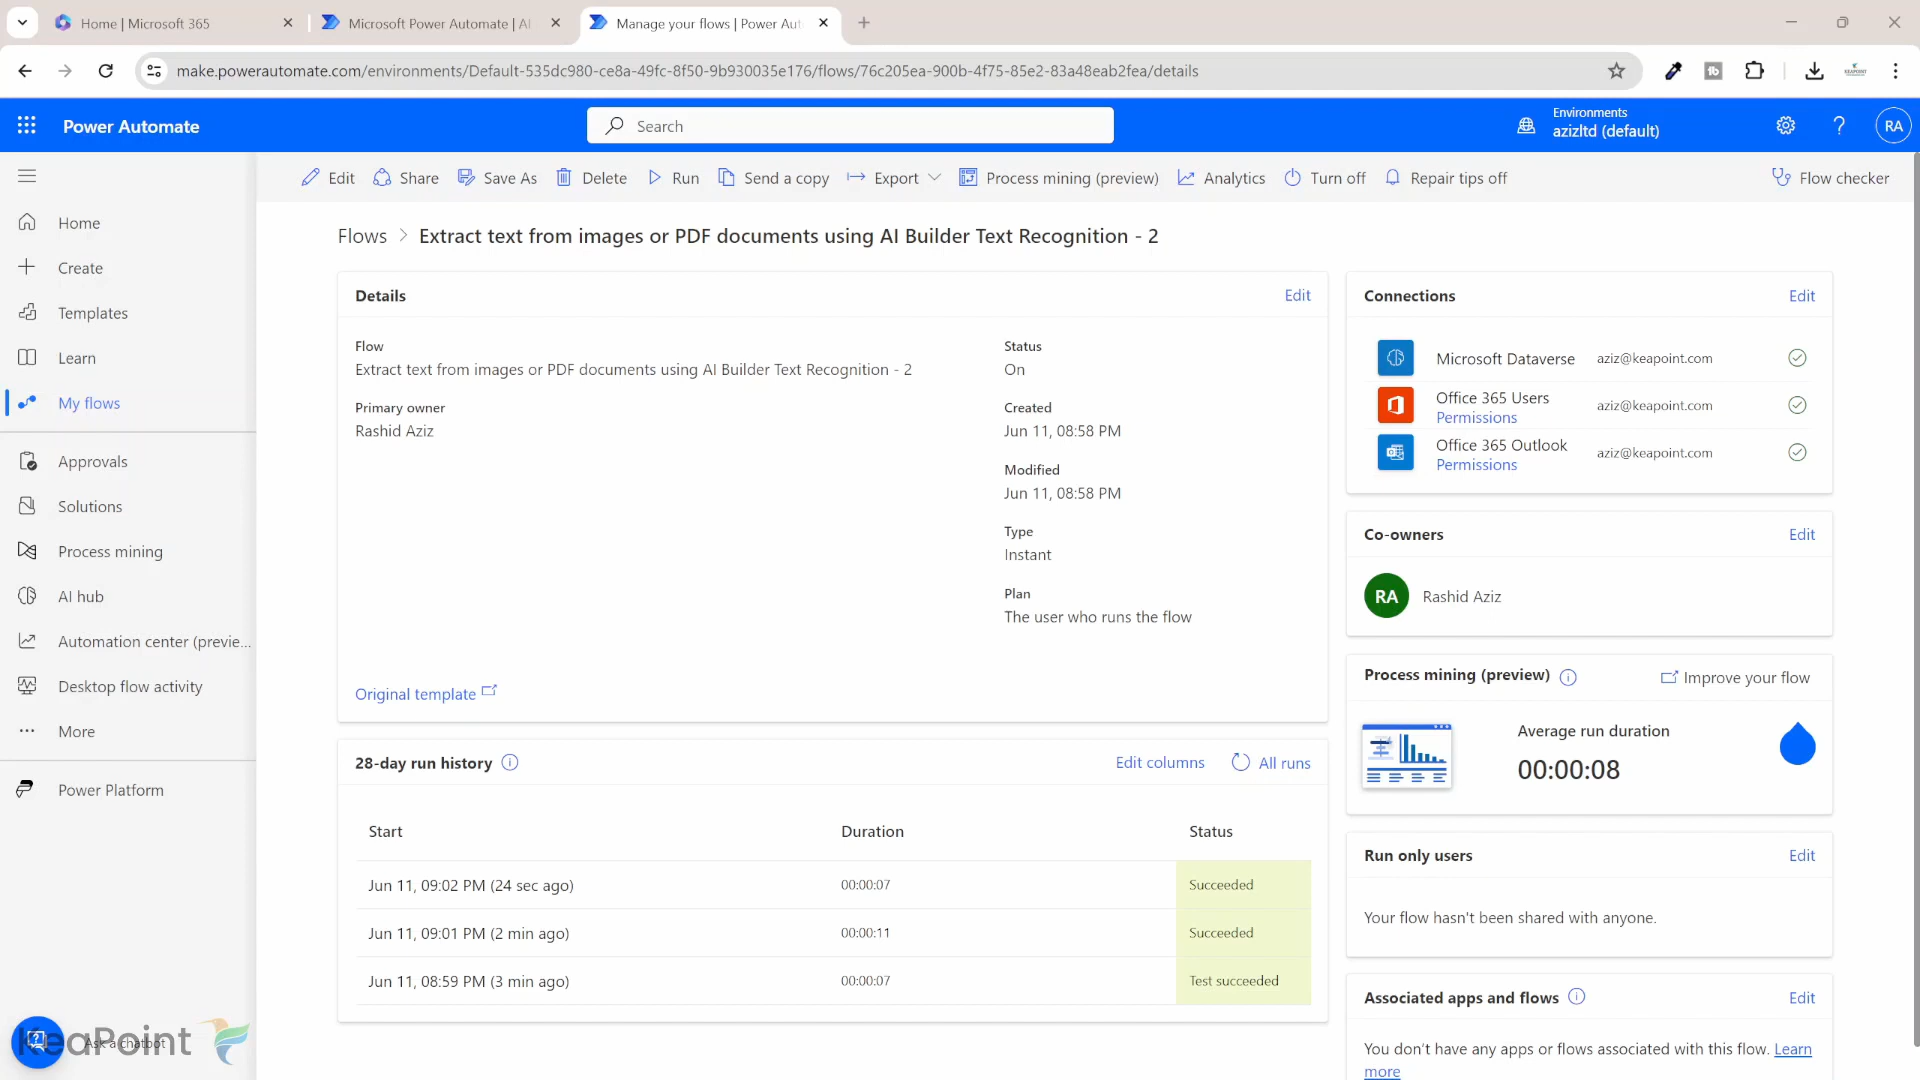 Home | Microsoft 365
Microsoft Power Automate | AI
Manage your flows | Power Aut
make.powerautomate.com/environments/Default-535dc980-ce8a-49fc-8f50-9b930035e176/flows/76c205ea-900b-4f75-85e2-83a48eab2fea/details
Power Automate
Search
Environments
azizltd (default)
RA
Edit
Share
Save As
Delete
Run
Send a copy
Export
Process mining (preview)
Analytics
Turn off
Repair tips off
Flow checker
Home
Create
Templates
Learn
My flows
Approvals
Solutions
Process mining
AI hub
Automation center (previe...
Desktop flow activity
More
Power Platform
KeaPoint
Ask a chatbot
Flows > Extract text from images or PDF documents using AI Builder Text Recognition - 2
Details
Edit
Flow
Extract text from images or PDF documents using AI Builder Text Recognition - 2
Primary owner
Rashid Aziz
Status
On
Created
Jun 11, 08:58 PM
Modified
Jun 11, 08:58 PM
Type
Instant
Plan
The user who runs the flow
Original template
28-day run history
Edit columns
All runs
Start Duration Status
Jun 11, 09:02 PM (24 sec ago) 00:00:07 Succeeded
Jun 11, 09:01 PM (2 min ago) 00:00:11 Succeeded
Jun 11, 08:59 PM (3 min ago) 00:00:07 Test succeeded
Connections
Edit
Microsoft Dataverse aziz@keapoint.com
Office 365 Users aziz@keapoint.com
Permissions
Office 365 Outlook aziz@keapoint.com
Permissions
Co-owners
Edit
RA Rashid Aziz
Process mining (preview)
Improve your flow
Average run duration
00:00:08
Run only users
Edit
Your flow hasn't been shared with anyone.
Associated apps and flows
Edit
You don't have any apps or flows associated with this flow. Learn
more